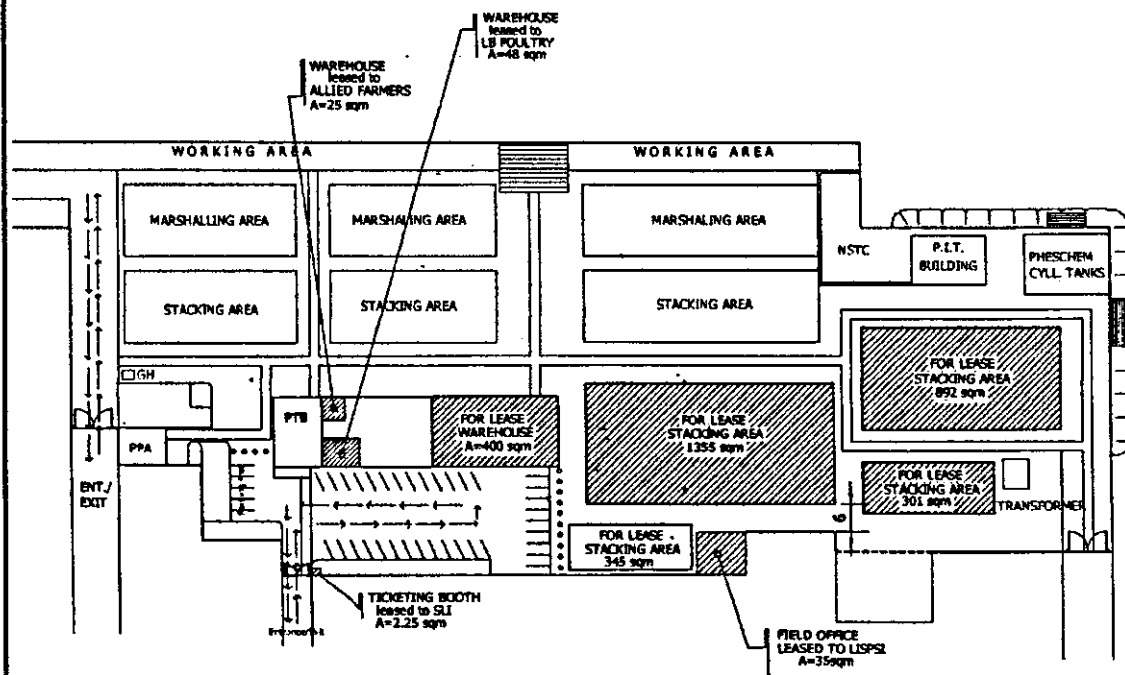 WAREHOUSE
leased to
LB POULTRY
A=48 sqm
WAREHOUSE
leased to
ALLIED FARMERS
A=25 sqm
WORKING AREA
WORKING AREA
MARSHALLING AREA
MARSHALING AREA
MARSHALING AREA
NSTC
P.I.T.
BUILDING
PHESCHEM
CYLL. TANKS
STACKING AREA
STACKING AREA
STACKING AREA
FOR LEASE
STACKING AREA
892 sqm
GH
PTB
FOR LEASE
WAREHOUSE
A=400 sqm
FOR LEASE
STACKING AREA
1355 sqm
PPA
ENT./
EXIT
FOR LEASE
STACKING AREA
301 sqm
TRANSFORMER
6
FOR LEASE
STACKING AREA
345 sqm
TICKETING BOOTH
leased to SLI
A=2.25 sqm
FIELD OFFICE
LEASED TO LISPSI
A=35sqm